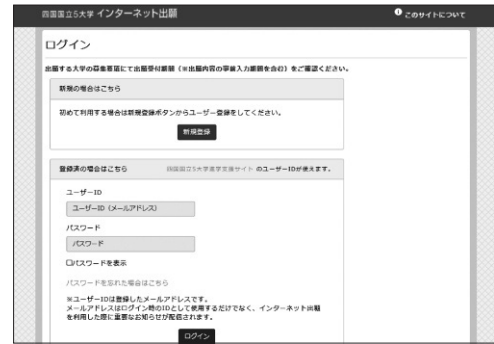 四国国立5大学 インターネット出願
このサイトについて
ログイン
出願する大学の募集要項にて出願受付期間（※出願内容の事前入力期間を含む）をご確認ください。
新規の場合はこちら
初めて利用する場合は新規登録ボタンからユーザー登録をしてください。
新規登録
登録済の場合はこちら 四国国立5大学進学支援サイト のユーザーIDが使えます。
ユーザーID
ユーザーID（メールアドレス）
パスワード
パスワード
パスワードを表示
パスワードを忘れた場合はこちら
※ユーザーIDは登録したメールアドレスです。
メールアドレスはログイン時のIDとして使用するだけでなく、インターネット出願
を利用した際に重要なお知らせが配信されます。
ログイン